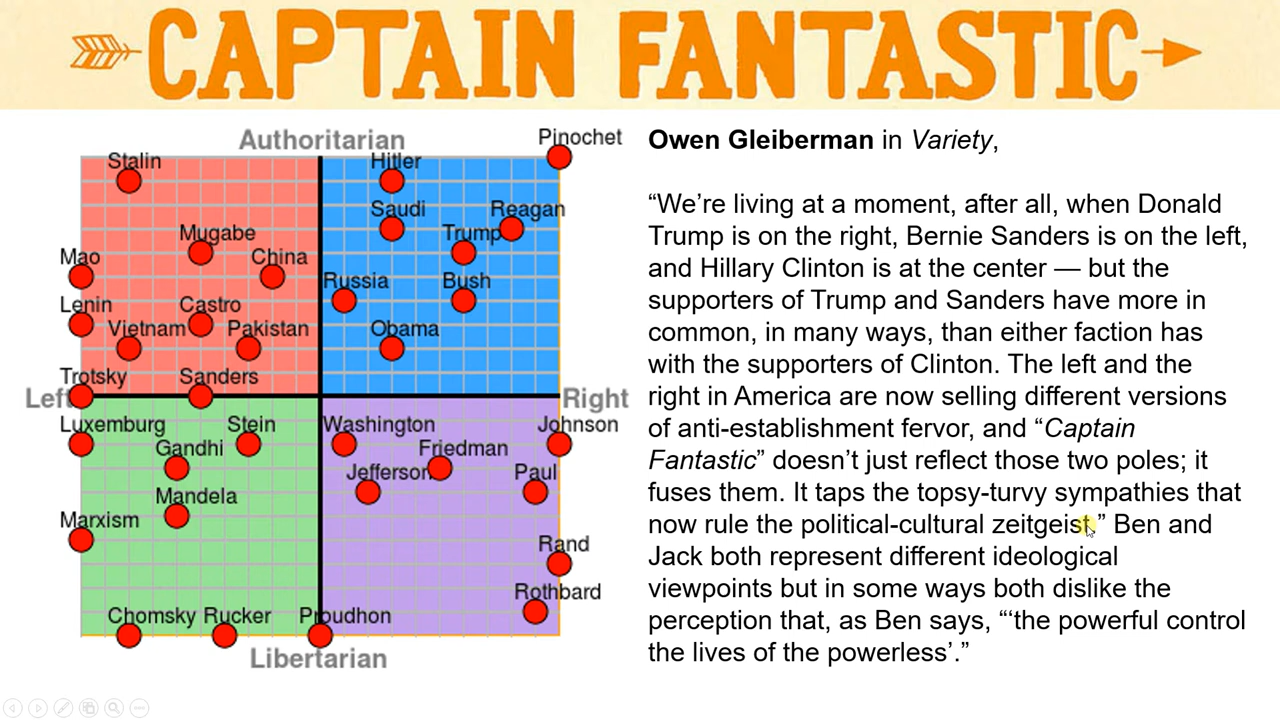 CAPTAIN FANTASTIC
Authoritarian
Pinochet
Stalin
Hitler
Saudi
Reagan
Mugabe
Trump
Mao
China
Russia
Bush
Lenin
Castro
Vietnam
Pakistan
Obama
Trotsky
Sanders
Left
Right
Luxemburg
Stein
Washington
Johnson
Gandhi
Friedman
Jefferson
Paul
Mandela
Marxism
Rand
Rothbard
Chomsky
Rucker
Proudhon
Libertarian
Owen Gleiberman in Variety,
“We’re living at a moment, after all, when Donald
Trump is on the right, Bernie Sanders is on the left,
and Hillary Clinton is at the center — but the
supporters of Trump and Sanders have more in
common, in many ways, than either faction has
with the supporters of Clinton. The left and the
right in America are now selling different versions
of anti-establishment fervor, and “Captain
Fantastic” doesn’t just reflect those two poles; it
fuses them. It taps the topsy-turvy sympathies that
now rule the political-cultural zeitgeist.” Ben and
Jack both represent different ideological
viewpoints but in some ways both dislike the
perception that, as Ben says, “‘the powerful control
the lives of the powerless’.”